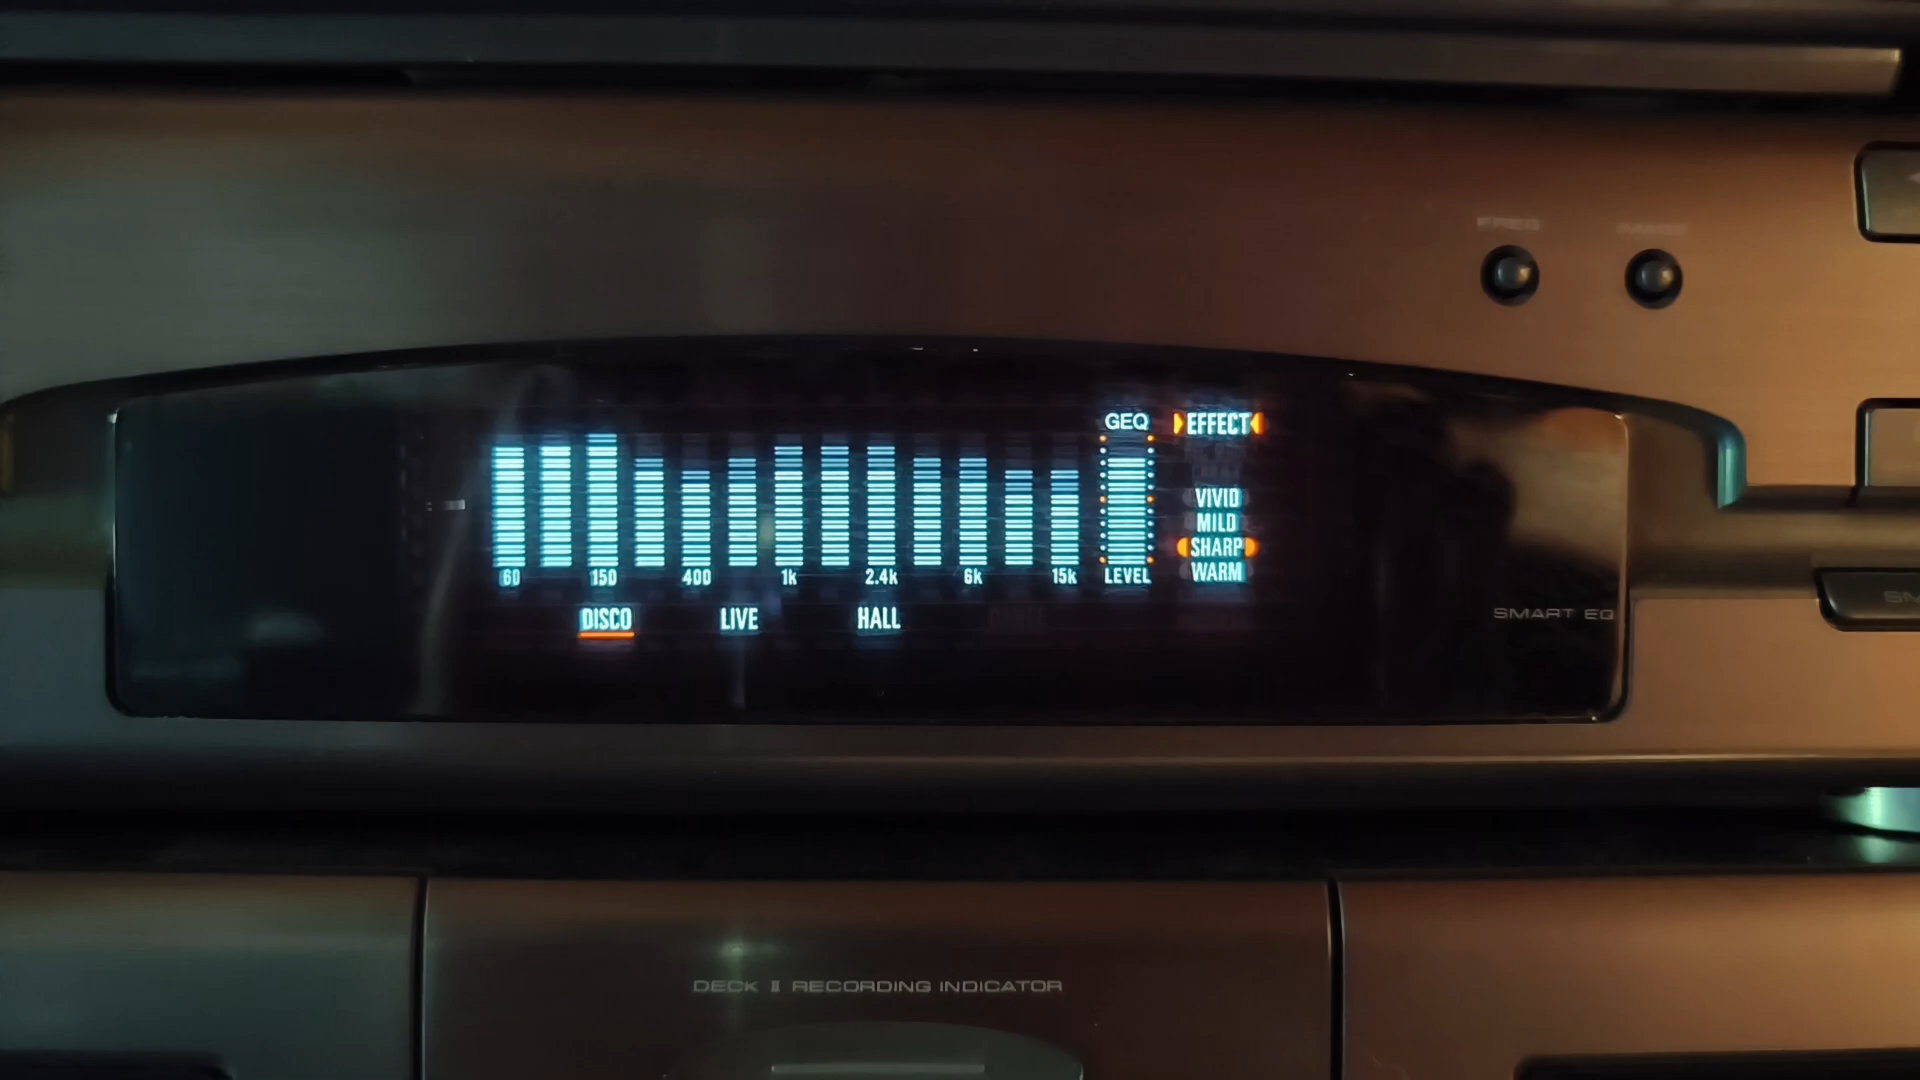 FREQ
GEQ EFFECT
VIVID
MILD
SHARP
WARM
60 150 400 1k 2.4k 6k 15k LEVEL
DISCO LIVE HALL
SMART EQ
DECK II RECORDING INDICATOR